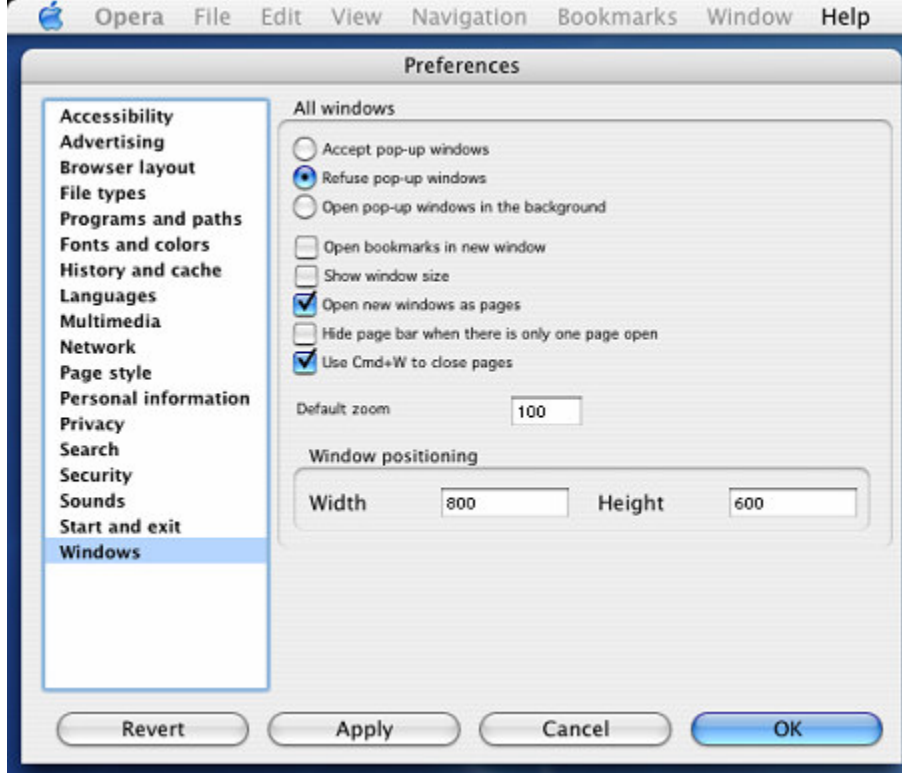 Opera File Edit View Navigation Bookmarks Window Help
Preferences
Accessibility
Advertising
Browser layout
File types
Programs and paths
Fonts and colors
History and cache
Languages
Multimedia
Network
Page style
Personal information
Privacy
Search
Security
Sounds
Start and exit
Windows
All windows
Accept pop-up windows
Refuse pop-up windows
Open pop-up windows in the background
Open bookmarks in new window
Show window size
Open new windows as pages
Hide page bar when there is only one page open
Use Cmd+W to close pages
Default zoom 100
Window positioning
Width 800 Height 600
Revert Apply Cancel OK